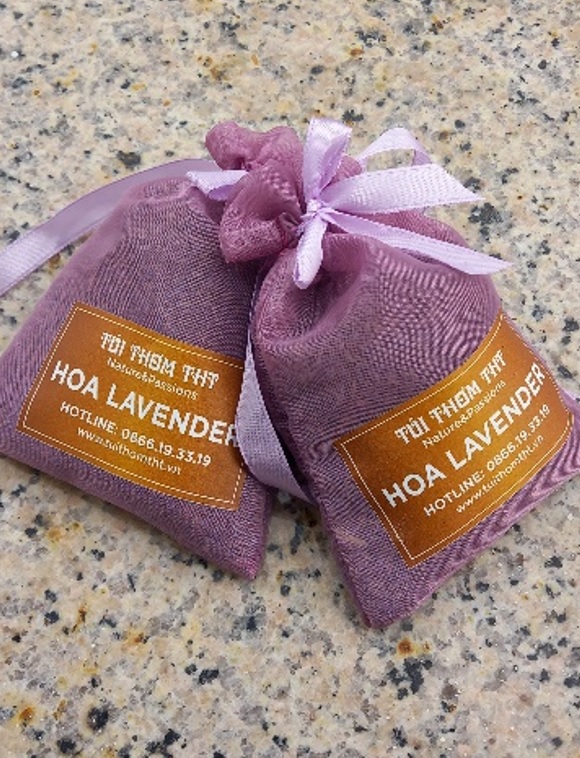 TÚI THƠM THT
Nature&Passions
HOA LAVENDER
HOTLINE: 0866.19.33.19
www.tuithomtht.vn
TÚI THƠM THT
Nature&Passions
HOA LAVENDER
HOTLINE: 0866.19.33.19
www.tuithomtht.vn